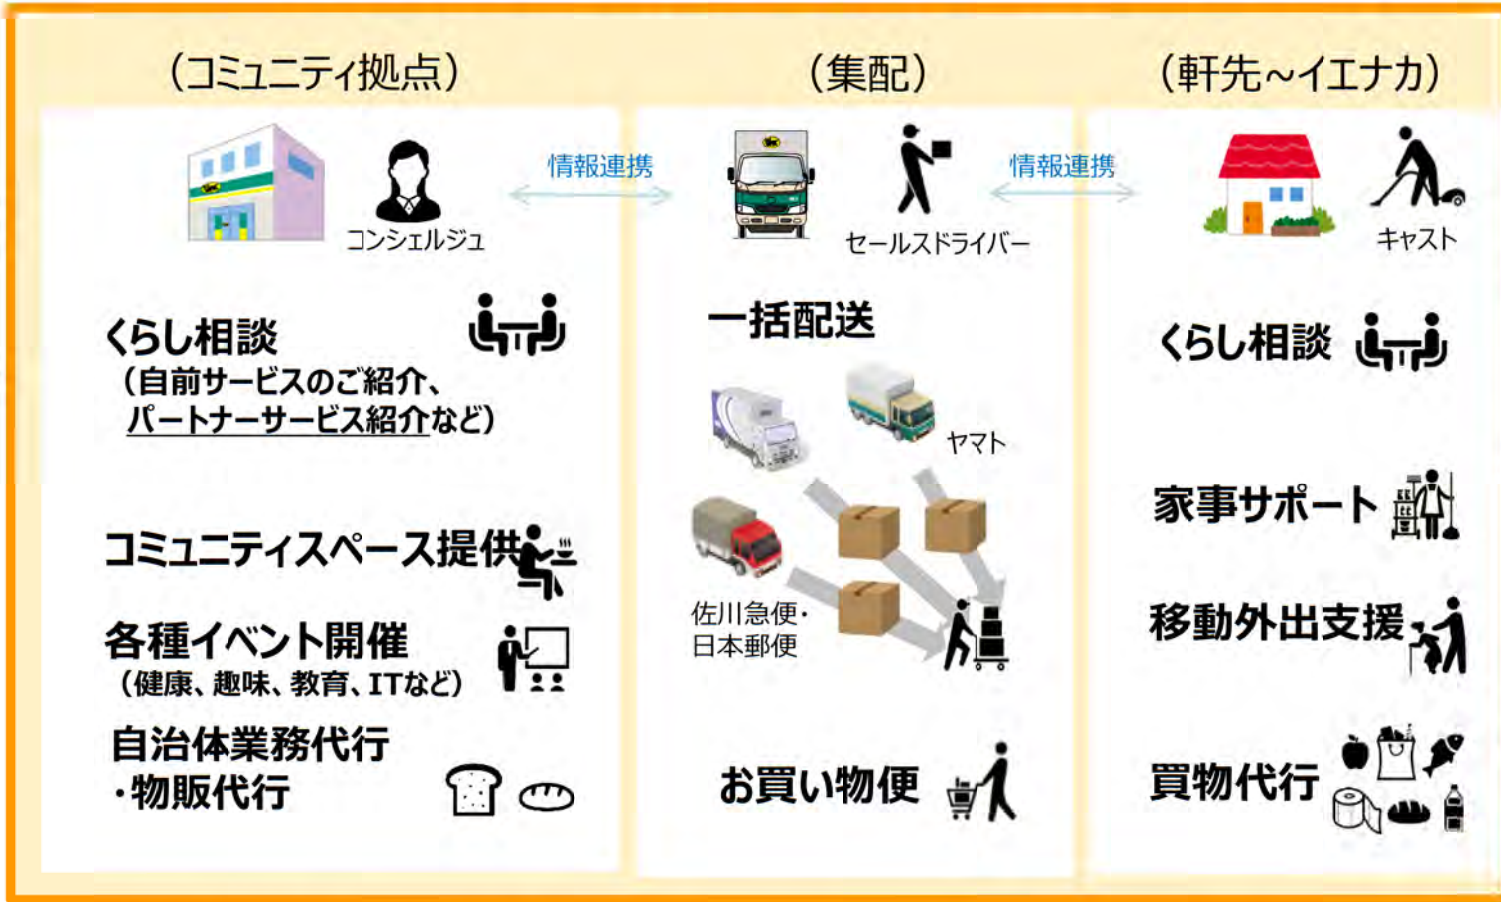 （コミュニティ拠点）
コンシェルジュ
情報連携
くらし相談
（自前サービスのご紹介、
パートナーサービス紹介など）
コミュニティスペース提供
各種イベント開催
（健康、趣味、教育、ITなど）
自治体業務代行
・物販代行
（集配）
セールスドライバー
情報連携
一括配送
ヤマト
佐川急便・
日本郵便
お買い物便
（軒先～イエナカ）
キャスト
くらし相談
家事サポート
移動外出支援
買物代行